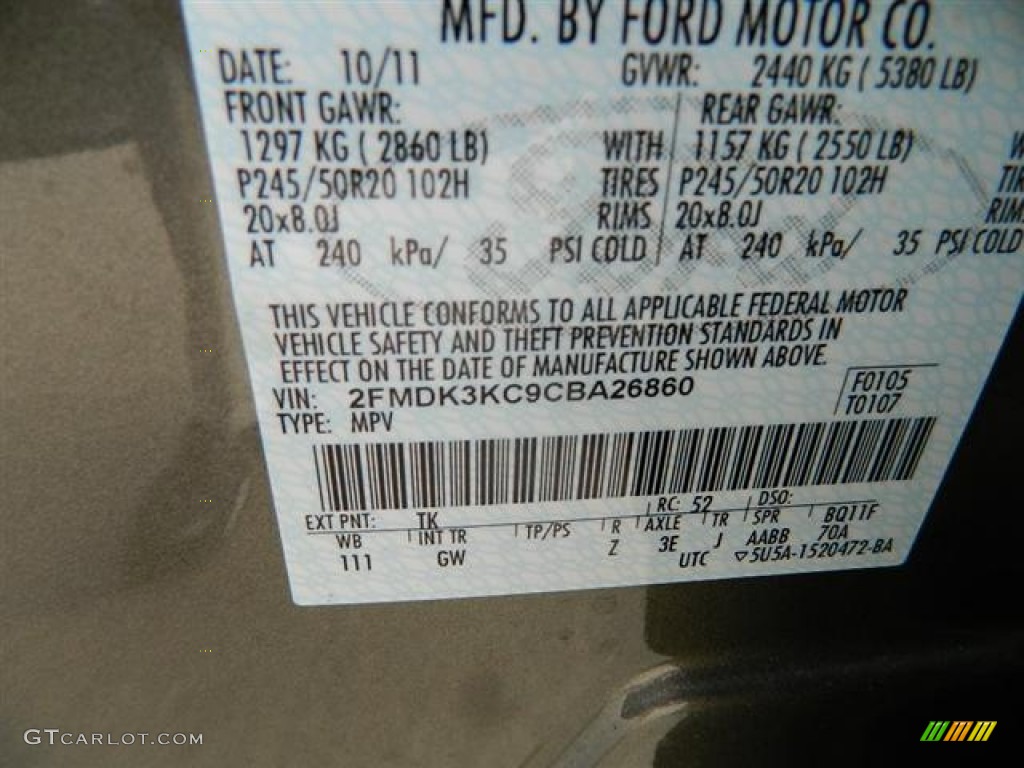 MFD. BY FORD MOTOR CO.
DATE: 10/11 GVWR: 2440 KG ( 5380 LB)
FRONT GAWR: REAR GAWR:
1297 KG ( 2860 LB) WITH 1157 KG ( 2550 LB)
P245/50R20 102H TIRES P245/50R20 102H
20x8.0J RIMS 20x8.0J
AT 240 kPa/ 35 PSI COLD AT 240 kPa/ 35 PSI COLD
THIS VEHICLE CONFORMS TO ALL APPLICABLE FEDERAL MOTOR
VEHICLE SAFETY AND THEFT PREVENTION STANDARDS IN
EFFECT ON THE DATE OF MANUFACTURE SHOWN ABOVE.
VIN: 2FMDK3KC9CBA26860 F0105
TYPE: MPV T0107
RC: 52 DSO:
EXT PNT: TK BQ11F
WB INT TR TP/PS R AXLE TR SPR 70A
111 GW Z 3E J AABB
UTC 5U5A-1520472-BA
GTCARLOT.COM